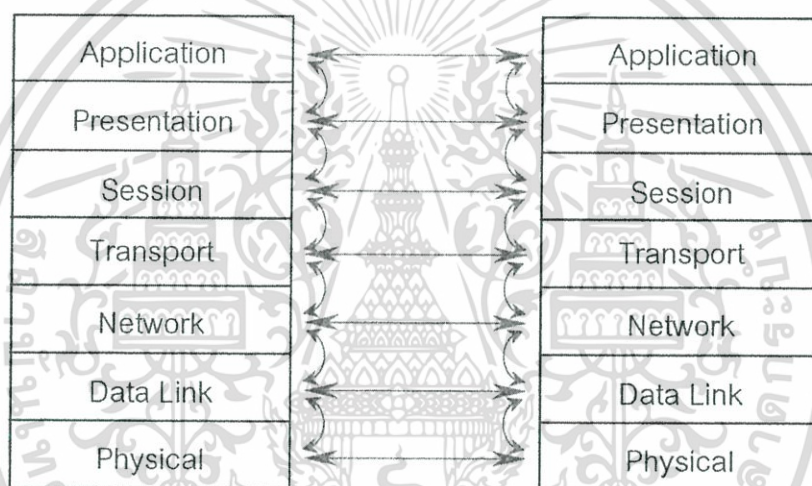 Application Application
Presentation Presentation
Session Session
Transport Transport
Network Network
Data Link Data Link
Physical Physical